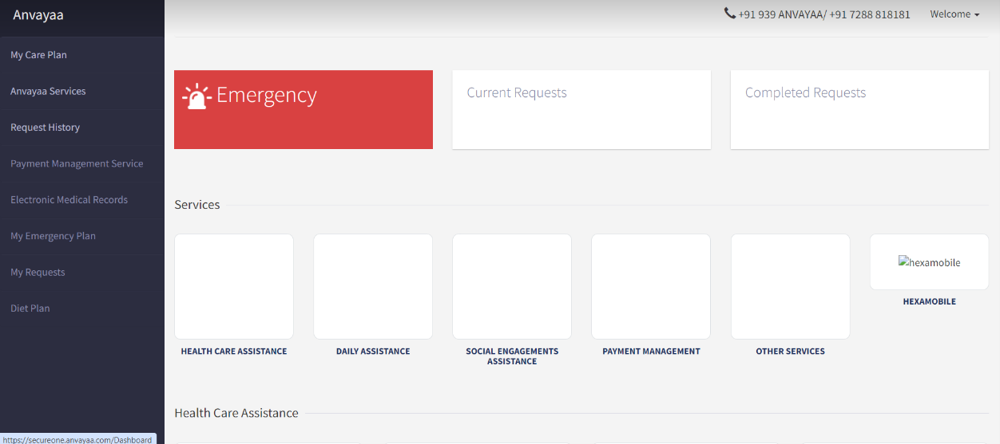 Anvayaa
+91 939 ANVAYAA/ +91 7288 818181
Welcome
My Care Plan
Anvayaa Services
Request History
Payment Management Service
Electronic Medical Records
My Emergency Plan
My Requests
Diet Plan
Emergency
Current Requests
Completed Requests
Services
HEALTH CARE ASSISTANCE
DAILY ASSISTANCE
SOCIAL ENGAGEMENTS
ASSISTANCE
PAYMENT MANAGEMENT
OTHER SERVICES
hexamobile
HEXAMOBILE
Health Care Assistance
https://secureone.anvayaa.com/Dashboard